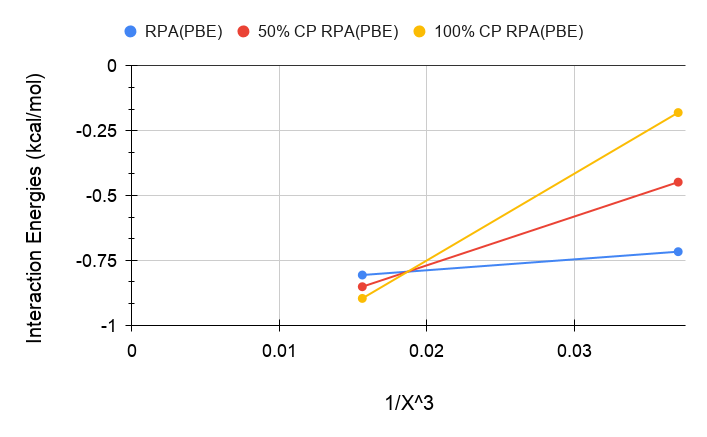 RPA(PBE) 50% CP RPA(PBE) 100% CP RPA(PBE)
Interaction Energies (kcal/mol)
0
-0.25
-0.5
-0.75
-1
0 0.01 0.02 0.03
1/X^3